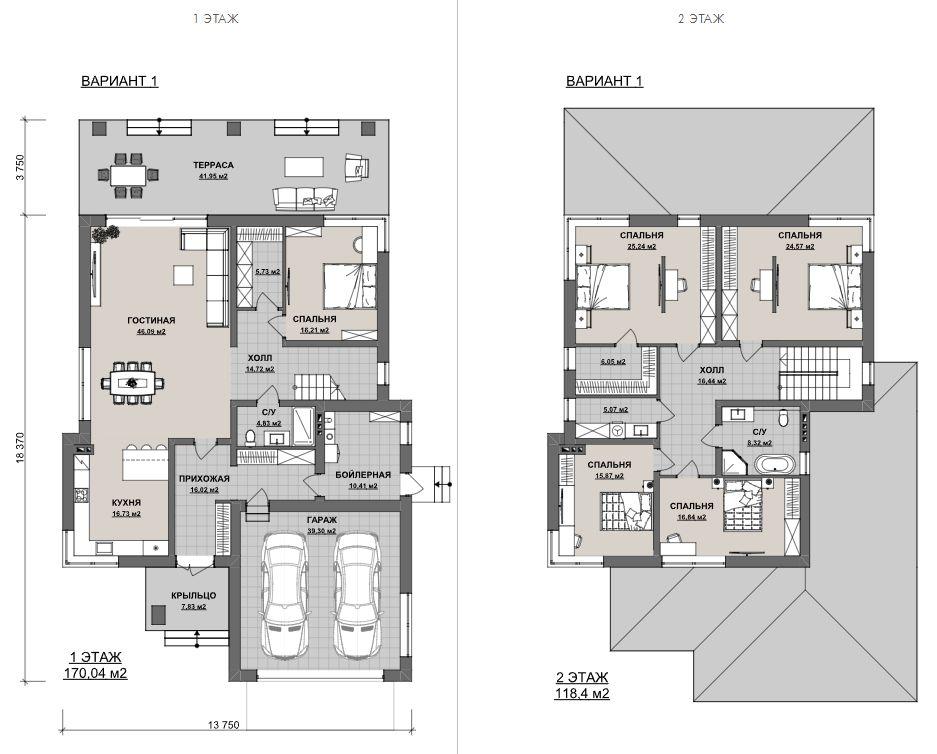 1 ЭТАЖ
ВАРИАНТ 1
3 750
18 370
ТЕРРАСА
41.95 м2
5.73 м2
СПАЛЬНЯ
16,21 м2
ГОСТИНАЯ
46.09 м2
ХОЛЛ
14.72 м2
С/У
4,83 м2
ПРИХОЖАЯ
16.02 м2
БОЙЛЕРНАЯ
10.41 м2
КУХНЯ
16.73 м2
ГАРАЖ
39,30 м2
КРЫЛЬЦО
7.83 м2
1 ЭТАЖ
170,04 м2
13 750
2 ЭТАЖ
ВАРИАНТ 1
СПАЛЬНЯ
25,24 м2
СПАЛЬНЯ
24,57 м2
6.05 м2
ХОЛЛ
16,44 м2
5.07 м2
С/У
8,32 м2
СПАЛЬНЯ
15,87 м2
СПАЛЬНЯ
16,84 м2
2 ЭТАЖ
118,4 м2